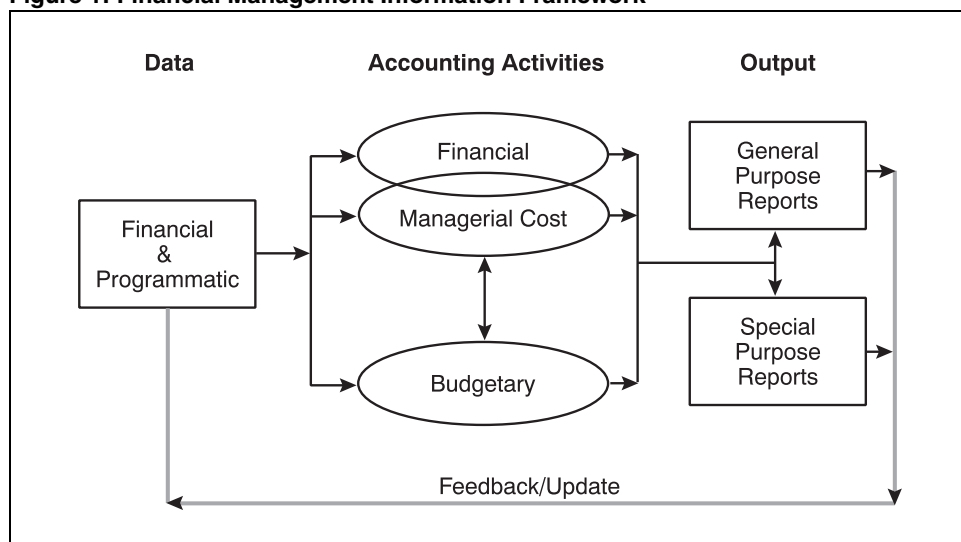 Figure 1: Financial Management Information Framework
Data
Accounting Activities
Output
Financial
&
Programmatic
Financial
Managerial Cost
Budgetary
General
Purpose
Reports
Special
Purpose
Reports
Feedback/Update